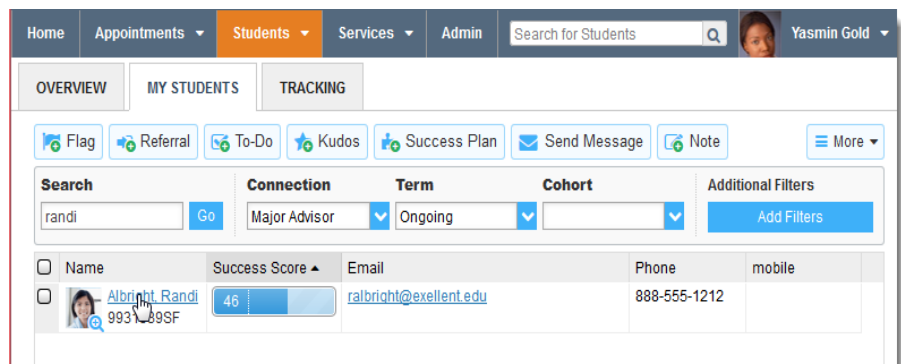 Home Appointments Students Services Admin Search for Students Yasmin Gold
OVERVIEW MY STUDENTS TRACKING
Flag Referral To-Do Kudos Success Plan Send Message Note More
Search Connection Term Cohort Additional Filters
randi Go Major Advisor Ongoing Add Filters
Name Success Score Email Phone mobile
Albright, Randi 46 ralbright@exellent.edu 888-555-1212